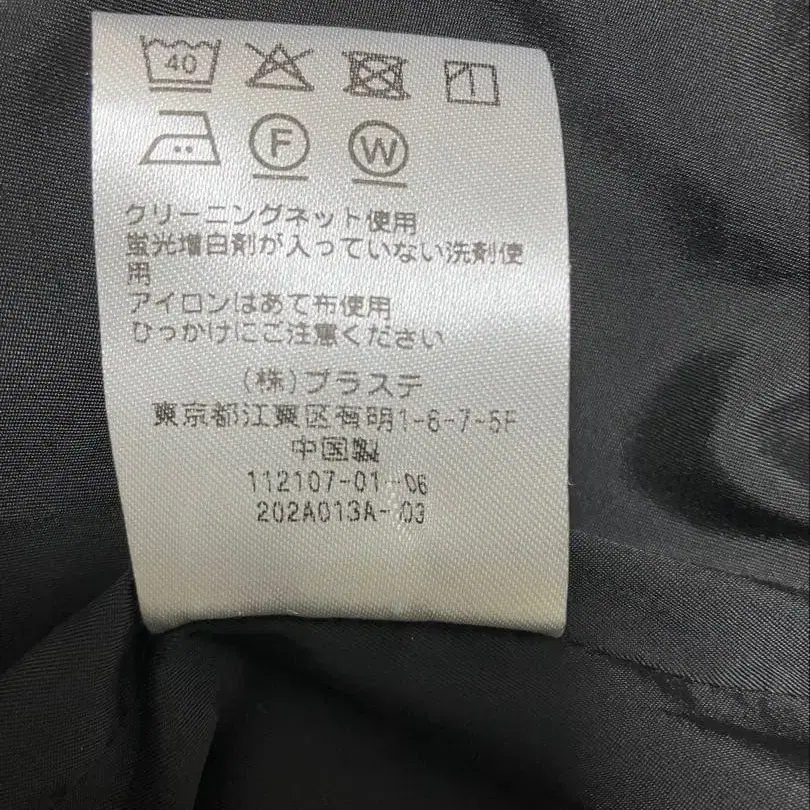 40
F W
クリーニングネット使用
蛍光増白剤が入っていない洗剤使
用
アイロンはあて布使用
ひっかけにご注意ください
(株)プラステ
東京都江東区有明1-6-7-5F
中国製
112107-01-06
202A013A-03